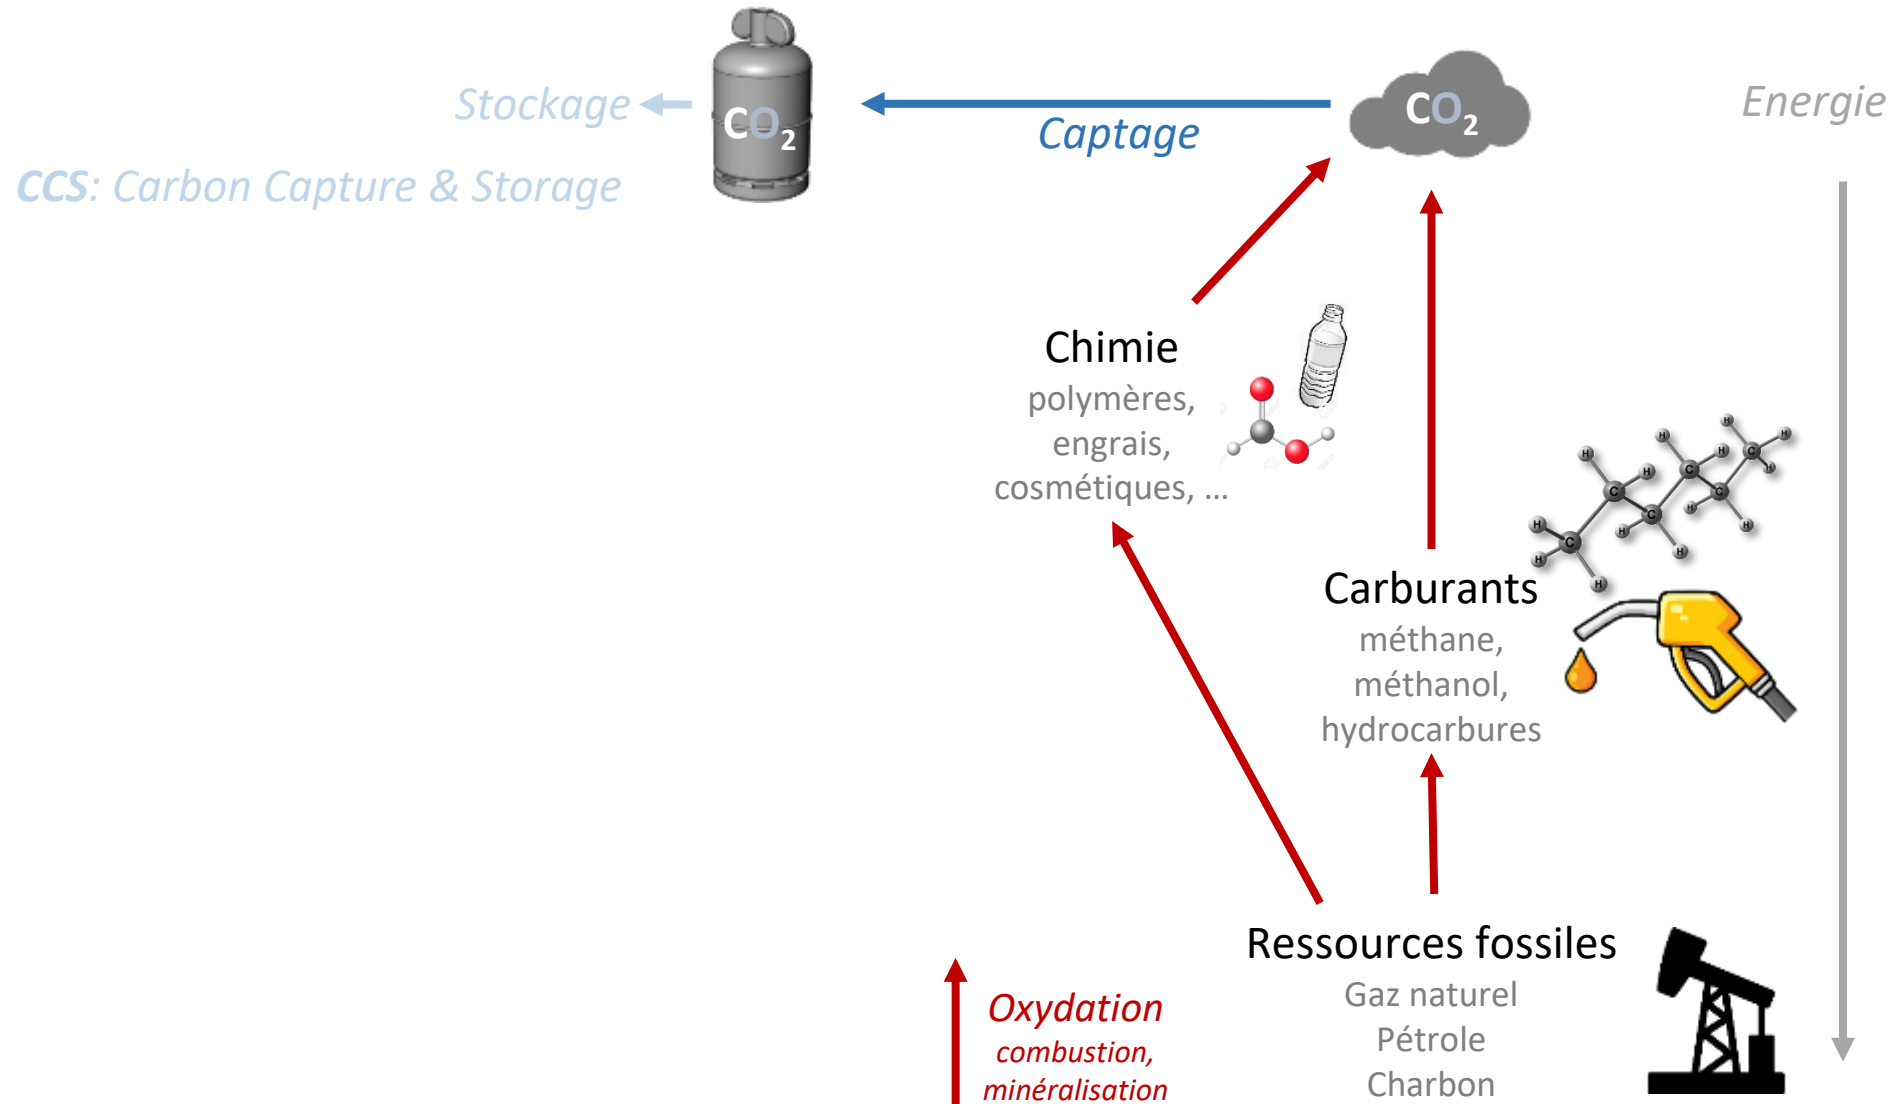 Stockage
CO2
Captage
CO2
Energie
CCS: Carbon Capture & Storage
Chimie
polymères,
engrais,
cosmétiques, ...
Carburants
méthane,
méthanol,
hydrocarbures
Ressources fossiles
Gaz naturel
Pétrole
Charbon
Oxydation
combustion,
minéralisation